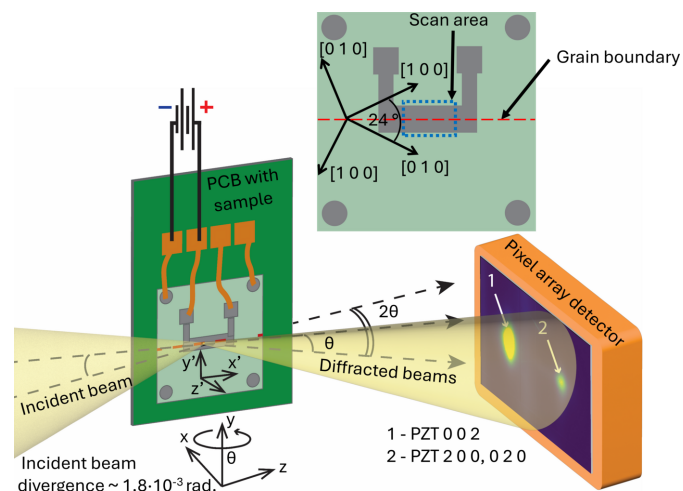 Scan area
[0 1 0]
[1 0 0]
Grain boundary
24 °
[1 0 0]
[0 1 0]
− +
PCB with
sample
Pixel array detector
1
2
2θ
θ
Incident beam
Diffracted beams
y'
x'
z'
y
x
θ
z
1 - PZT 0 0 2
2 - PZT 2 0 0, 0 2 0
Incident beam
divergence ~ 1.8·10⁻³ rad.